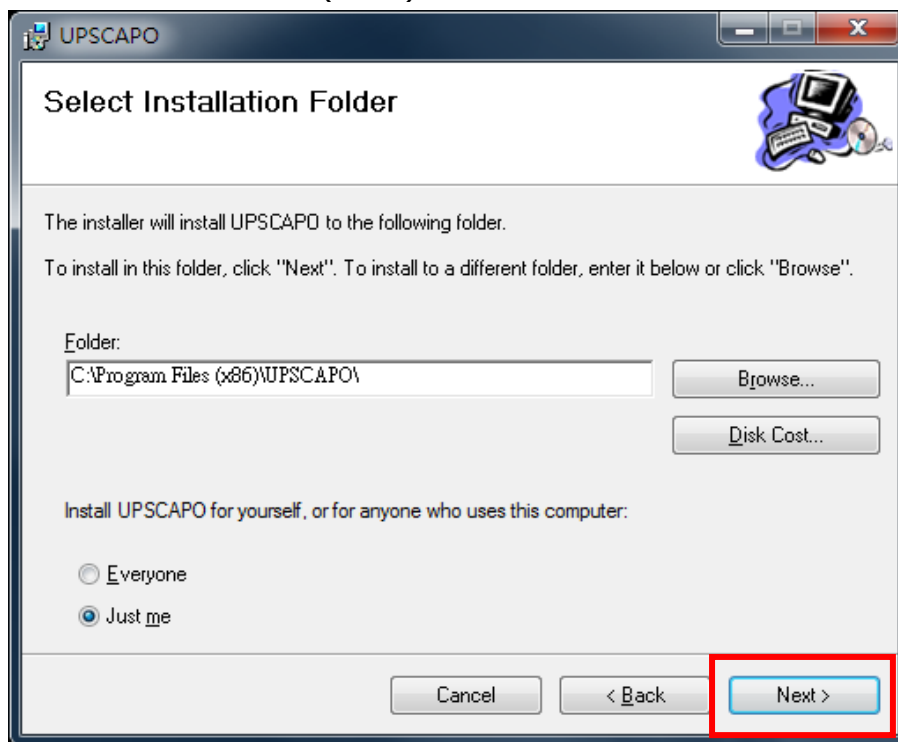 UPSCAPO
Select Installation Folder
The installer will install UPSCAPO to the following folder.
To install in this folder, click "Next". To install to a different folder, enter it below or click "Browse".
Folder:
C:\Program Files (x86)\UPSCAPO\
Browse...
Disk Cost...
Install UPSCAPO for yourself, or for anyone who uses this computer:
Everyone
Just me
Cancel
< Back
Next >